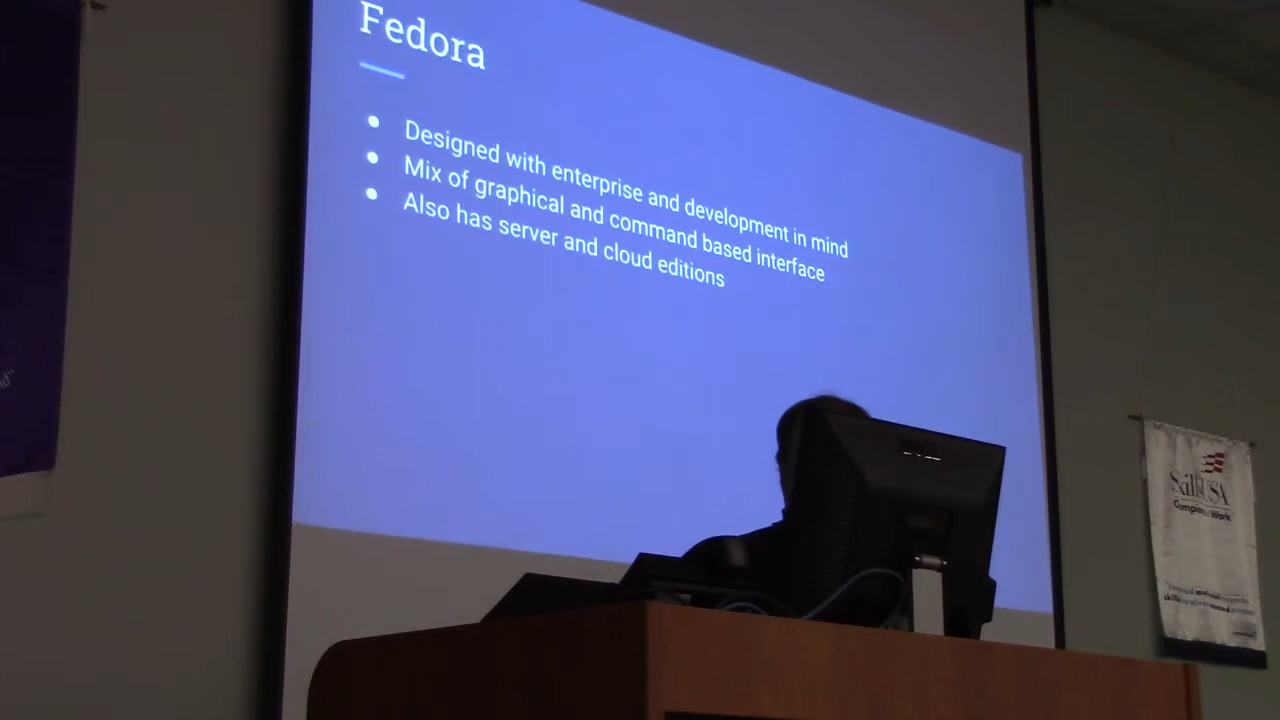 Fedora
Designed with enterprise and development in mind
Mix of graphical and command based interface
Also has server and cloud editions
SkillsUSA